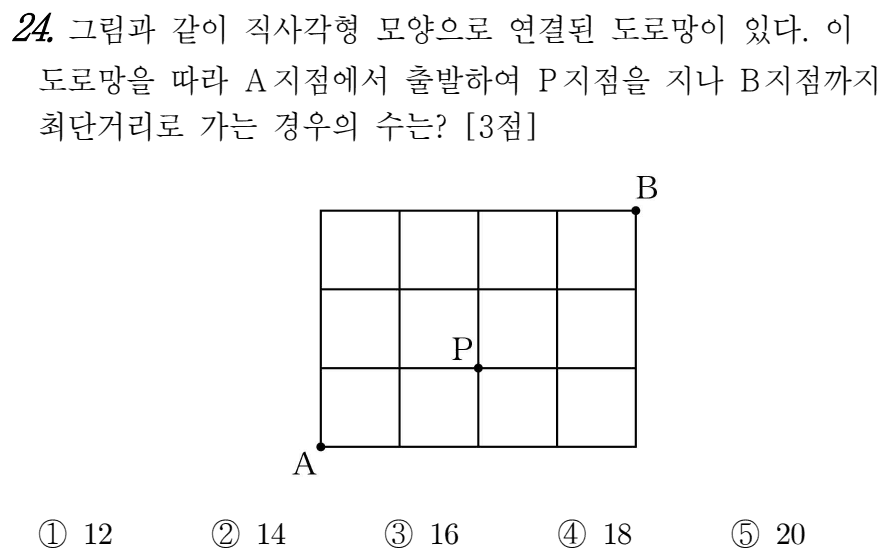 24. 그림과 같이 직사각형 모양으로 연결된 도로망이 있다. 이
도로망을 따라 A지점에서 출발하여 P지점을 지나 B지점까지
최단거리로 가는 경우의 수는? [3점]
B
P
A
① 12 ② 14 ③ 16 ④ 18 ⑤ 20